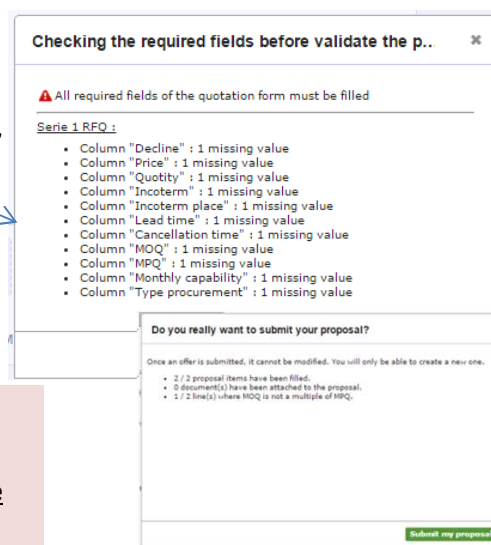 Checking the required fields before validate the p...
All required fields of the quotation form must be filled
Serie 1 RFQ :
• Column "Decline" : 1 missing value
• Column "Price" : 1 missing value
• Column "Quotity" : 1 missing value
• Column "Incoterm" : 1 missing value
• Column "Incoterm place" : 1 missing value
• Column "Lead time" : 1 missing value
• Column "Cancellation time" : 1 missing value
• Column "MOQ" : 1 missing value
• Column "MPQ" : 1 missing value
• Column "Monthly capability" : 1 missing value
• Column "Type procurement" : 1 missing value
Do you really want to submit your proposal?
Once an offer is submitted, it cannot be modified. You will only be able to create a new one.
• 2 / 2 proposal items have been filled.
• 0 document(s) have been attached to the proposal.
• 1 / 2 line(s) where MOQ is not a multiple of MPQ.
Submit my proposal